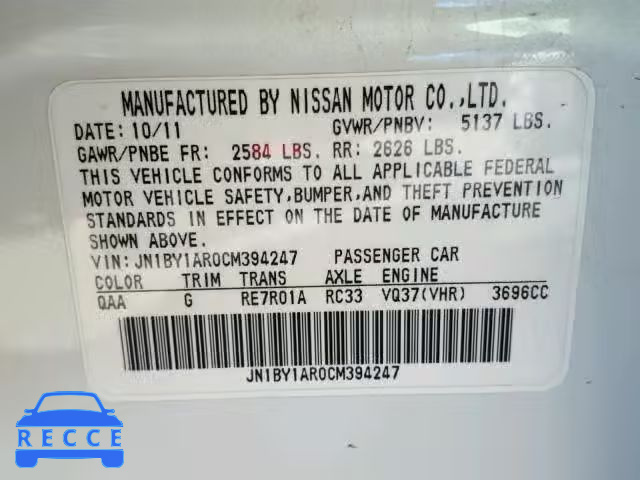 MANUFACTURED BY NISSAN MOTOR CO.,LTD.
DATE: 10/11 GVWR/PNBV: 5137 LBS.
GAWR/PNBE FR: 2584 LBS. RR: 2626 LBS.
THIS VEHICLE CONFORMS TO ALL APPLICABLE FEDERAL
MOTOR VEHICLE SAFETY,BUMPER,AND THEFT PREVENTION
STANDARDS IN EFFECT ON THE DATE OF MANUFACTURE
SHOWN ABOVE.
VIN: JN1BY1AR0CM394247 PASSENGER CAR
COLOR TRIM TRANS AXLE ENGINE
QAA G RE7R01A RC33 VQ37(VHR) 3696CC
JN1BY1AR0CM394247
RECCE